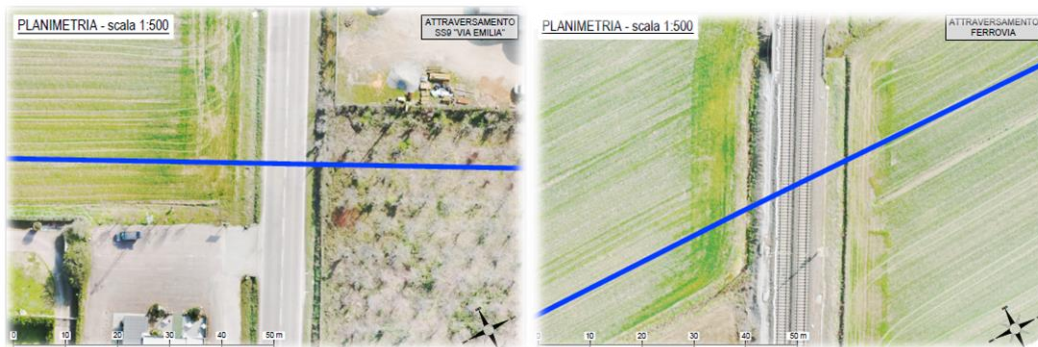 PLANIMETRIA - scala 1:500
ATTRAVERSAMENTO
SS9 "VIA EMILIA"
0 10 20 30 40 50 m
PLANIMETRIA - scala 1:500
ATTRAVERSAMENTO
FERROVIA
0 10 20 30 40 50 m